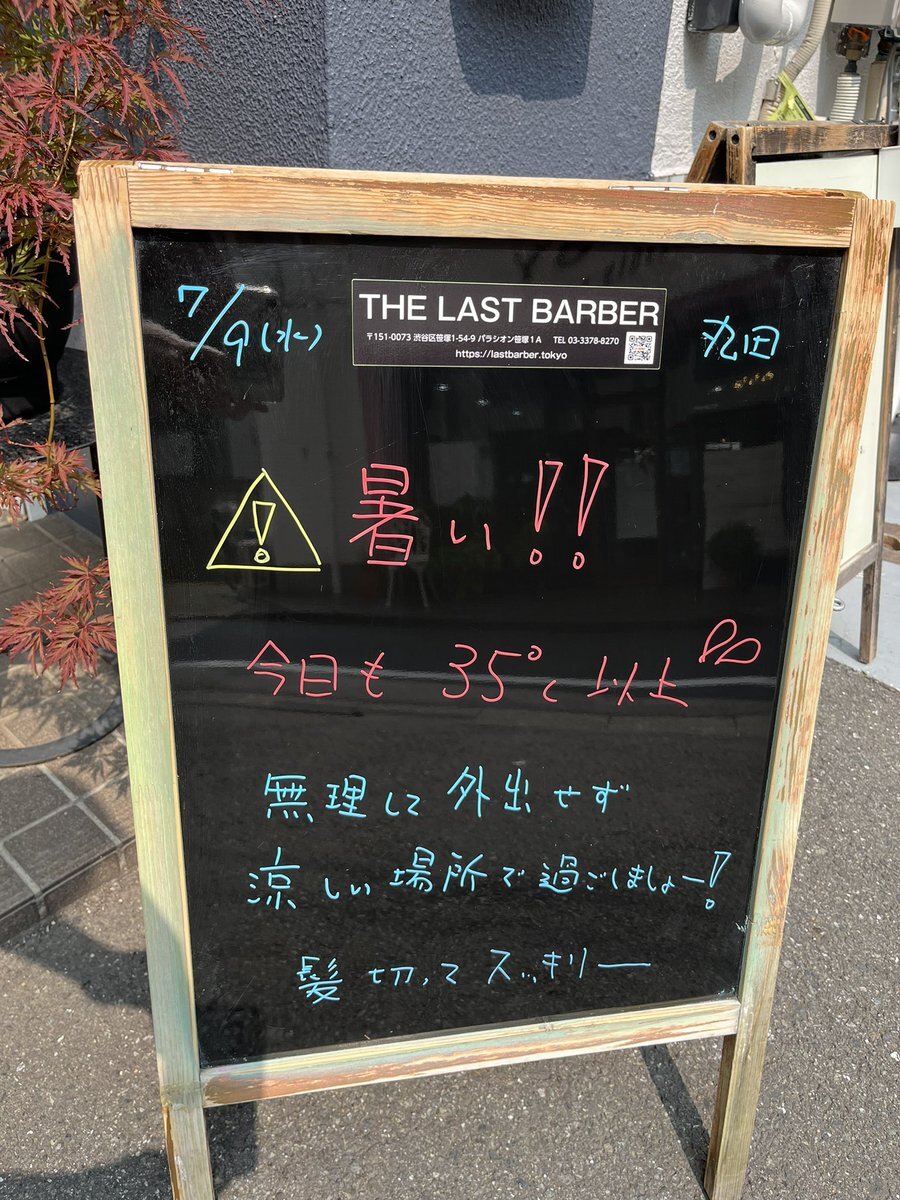 7/9(水)
THE LAST BARBER
〒151-0073 渋谷区笹塚1-54-9 パラシオン笹塚1A TEL 03-3378-8270
https://lastbarber.tokyo
丸田
! 暑い!!
今日も 35℃以上
無理して外出せず
涼しい場所で過ごしましょー!
髪切ってスッキリー